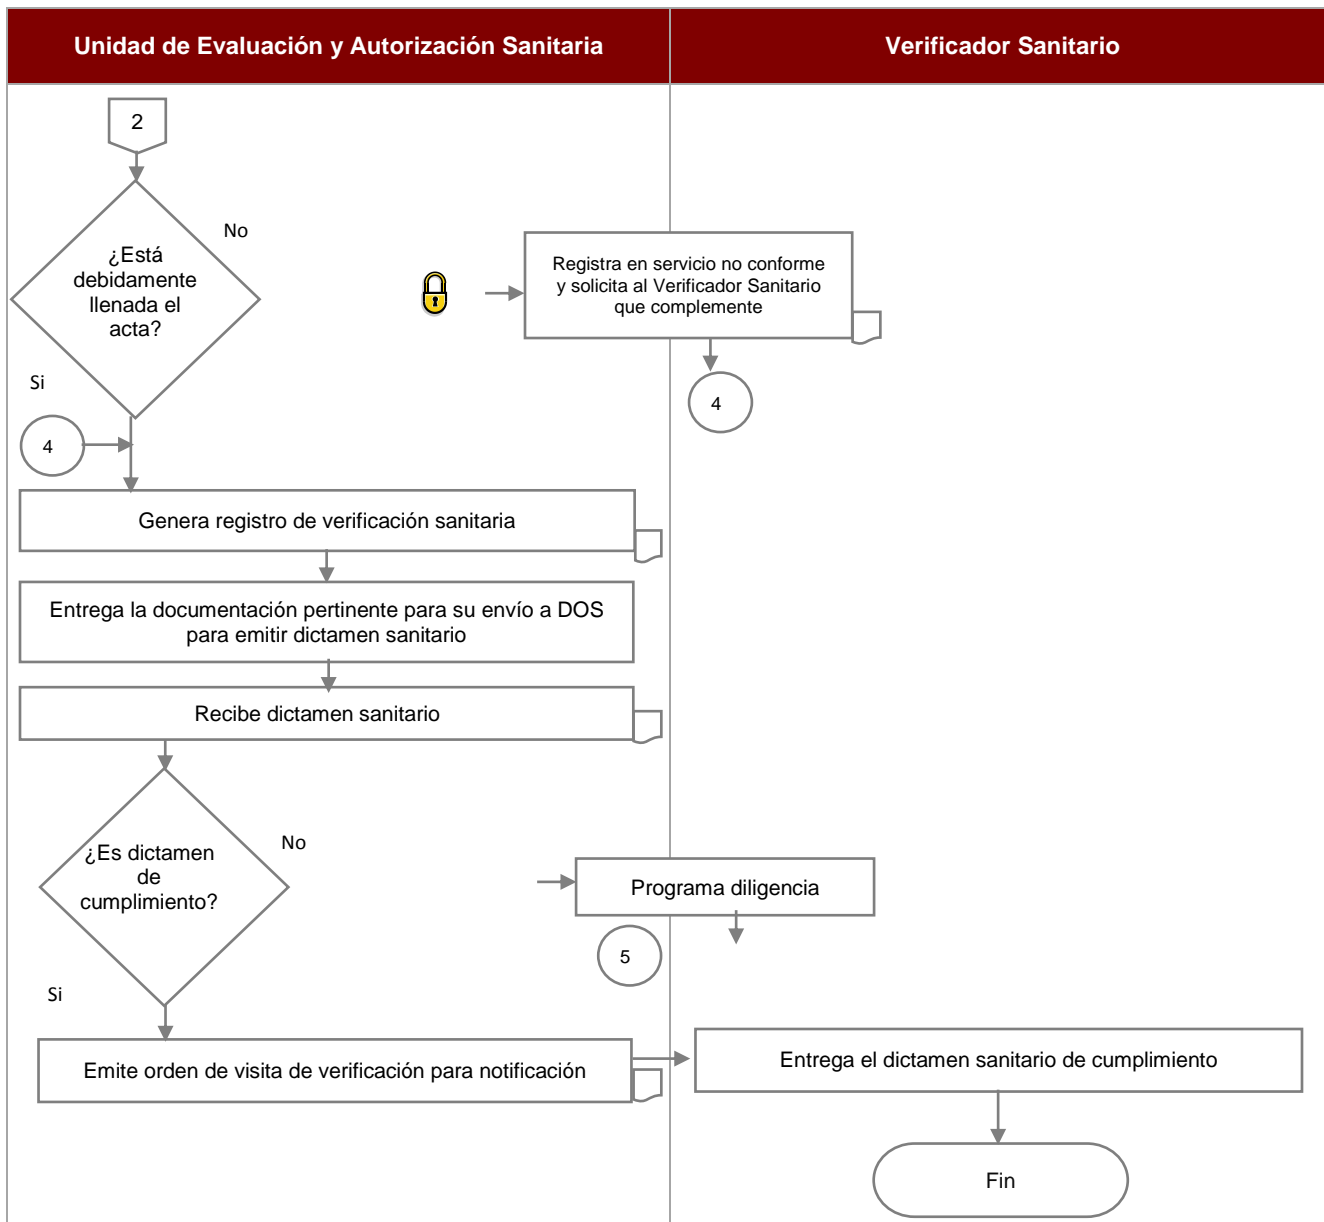 Unidad de Evaluación y Autorización Sanitaria
Verificador Sanitario
2
No
¿Está
debidamente
llenada el
acta?
Registra en servicio no conforme
y solicita al Verificador Sanitario
que complemente
Si
4
4
Genera registro de verificación sanitaria
Entrega la documentación pertinente para su envío a DOS
para emitir dictamen sanitario
Recibe dictamen sanitario
No
¿Es dictamen
de
cumplimiento?
Programa diligencia
5
Si
Emite orden de visita de verificación para notificación
Entrega el dictamen sanitario de cumplimiento
Fin